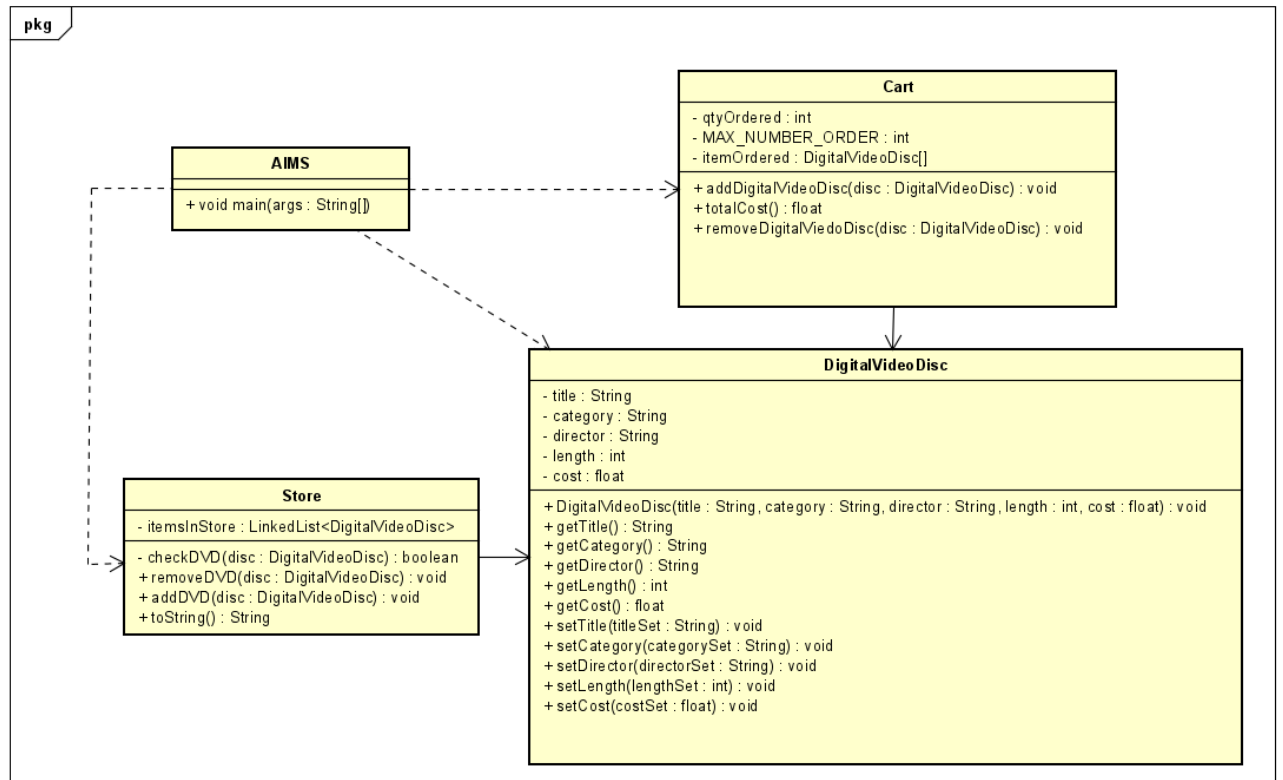 pkg
Cart
- qtyOrdered : int
- MAX_NUMBER_ORDER : int
- itemOrdered : DigitalVideoDisc[]
+ addDigitalVideoDisc(disc : DigitalVideoDisc) : void
+ totalCost() : float
+ removeDigitalViedoDisc(disc : DigitalVideoDisc) : void
AIMS
+ void main(args : String[])
DigitalVideoDisc
- title : String
- category : String
- director : String
- length : int
- cost : float
+ DigitalVideoDisc(title : String, category : String, director : String, length : int, cost : float) : void
+ getTitle() : String
+ getCategory() : String
+ getDirector() : String
+ getLength() : int
+ getCost() : float
+ setTitle(titleSet : String) : void
+ setCategory(categorySet : String) : void
+ setDirector(directorSet : String) : void
+ setLength(lengthSet : int) : void
+ setCost(costSet : float) : void
Store
- itemsInStore : LinkedList<DigitalVideoDisc>
- checkDVD(disc : DigitalVideoDisc) : boolean
+ removeDVD(disc : DigitalVideoDisc) : void
+ addDVD(disc : DigitalVideoDisc) : void
+ toString() : String